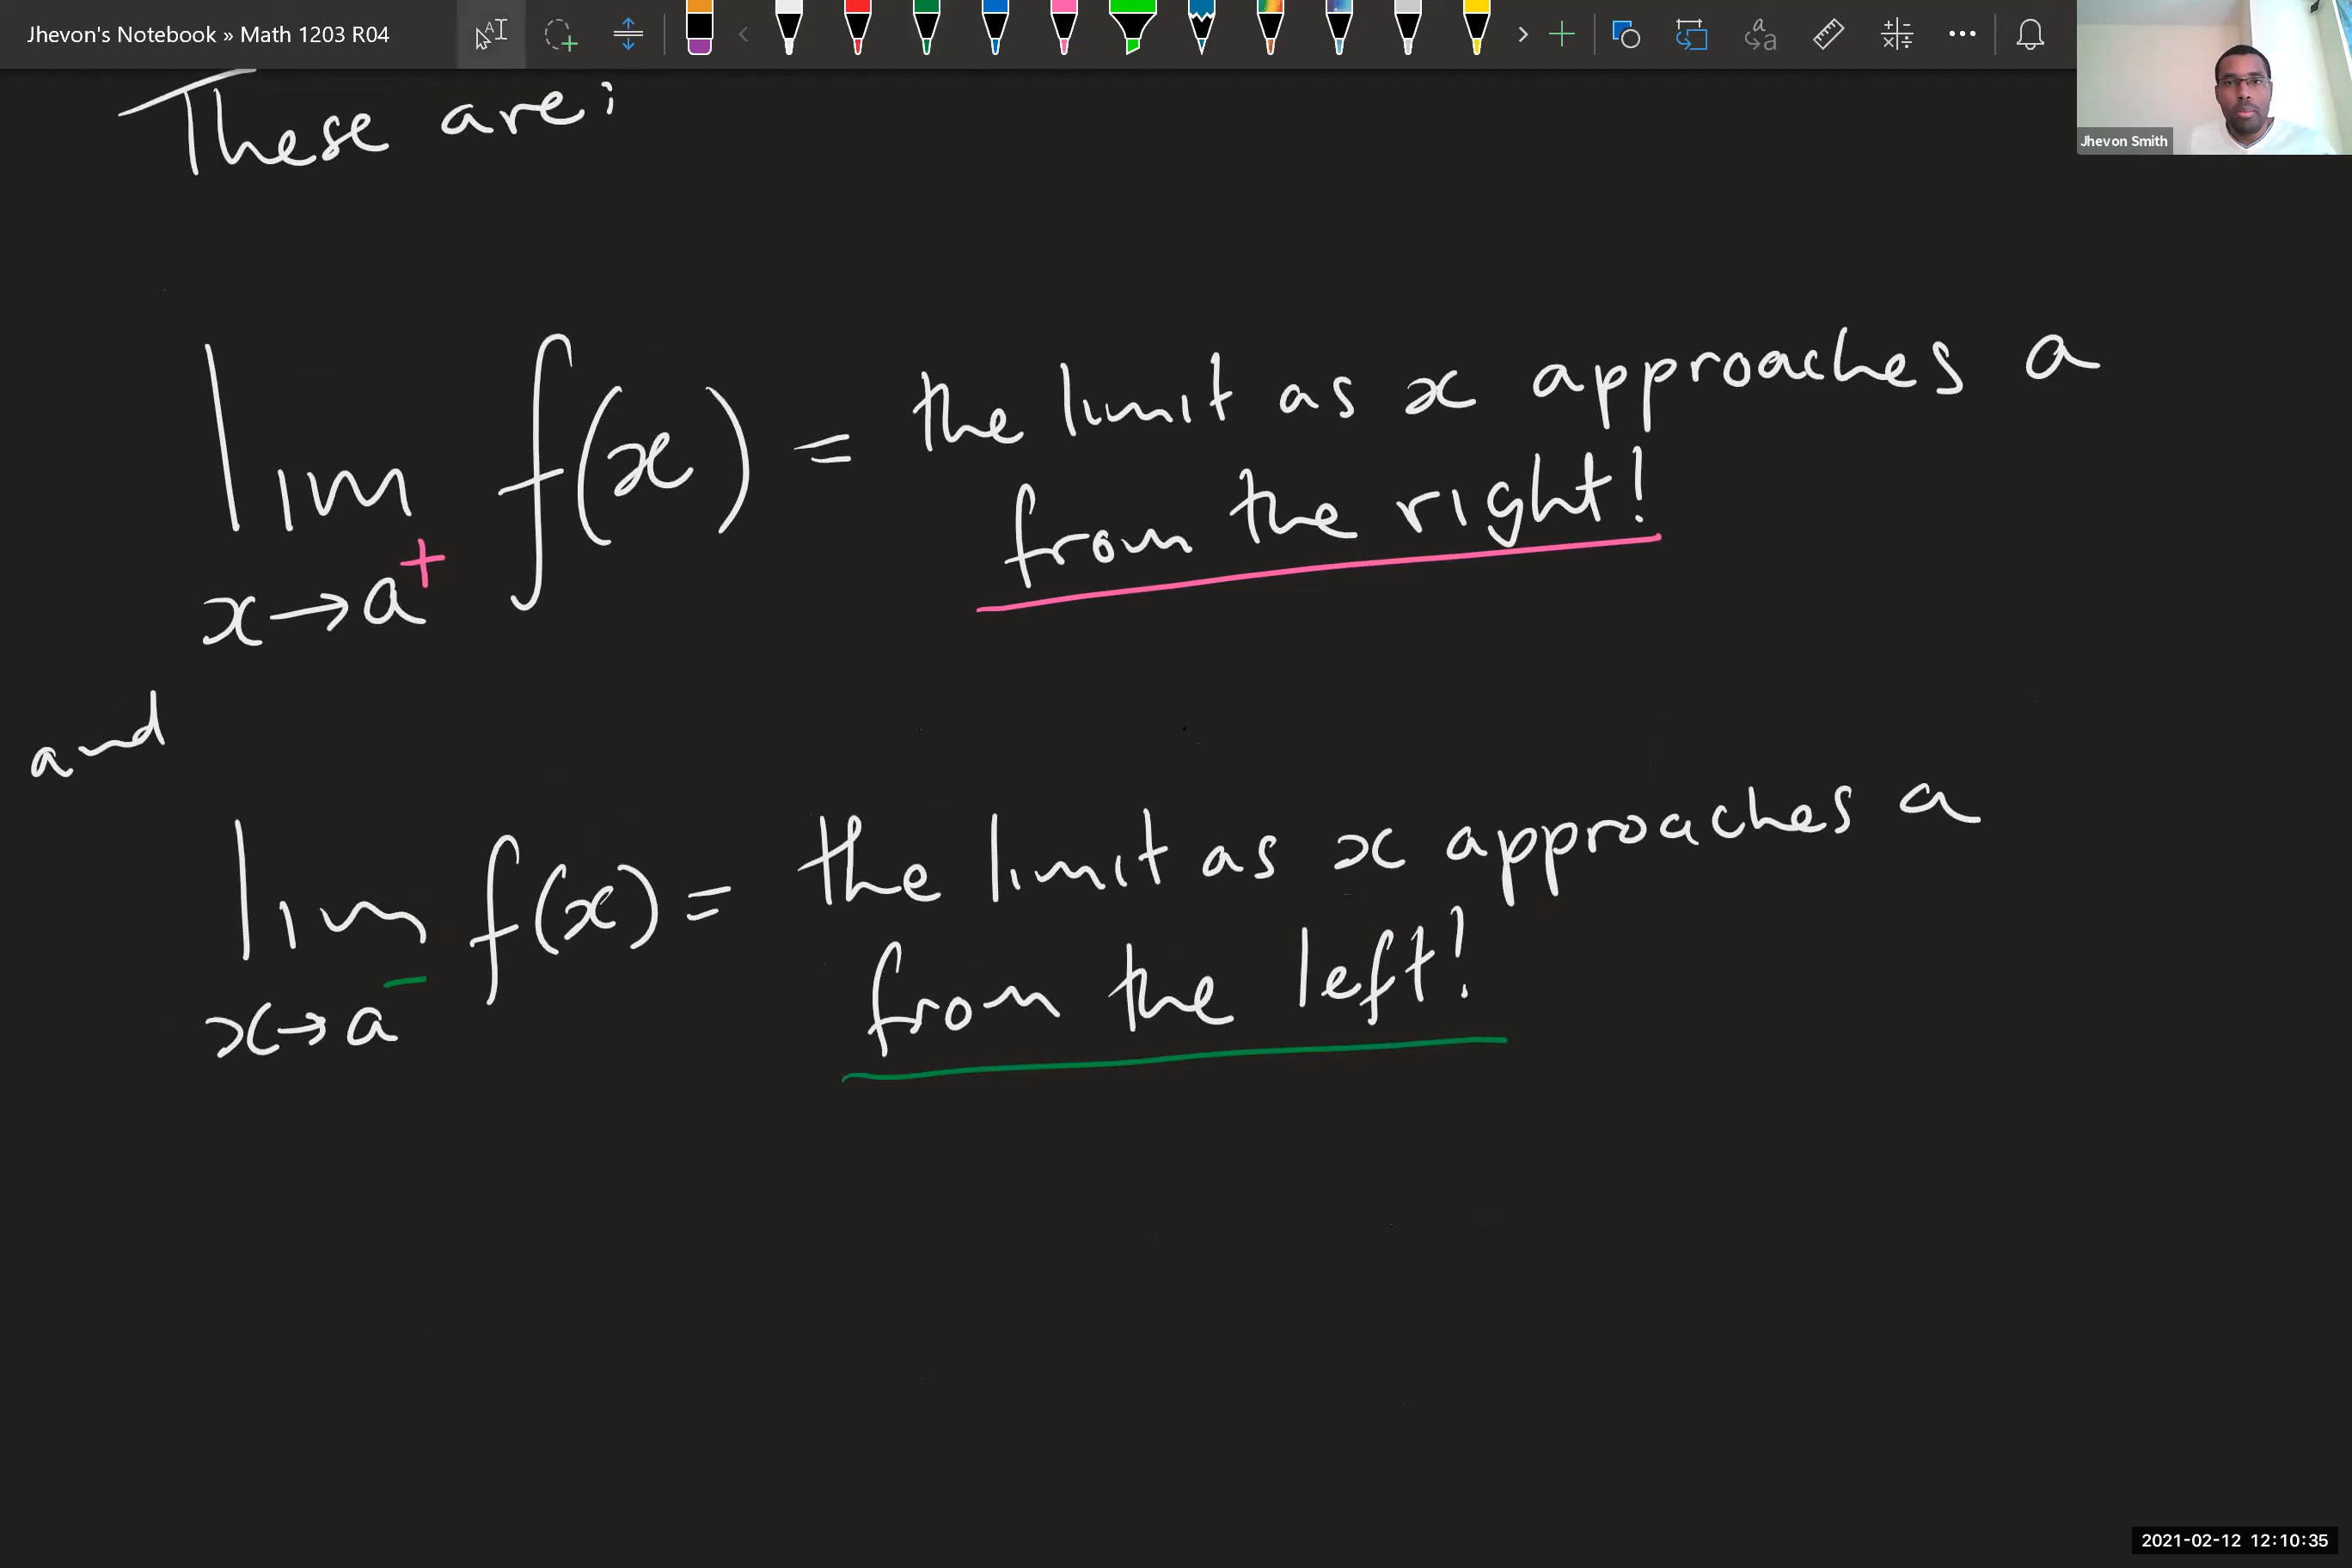 Jhevon's Notebook » Math 1203 R04
Jhevon Smith
These are:
lim f(x) = the limit as x approaches a
x→a⁺ from the right!
and
lim f(x) = the limit as x approaches a
x→a⁻ from the left!
2021-02-12 12:10:35